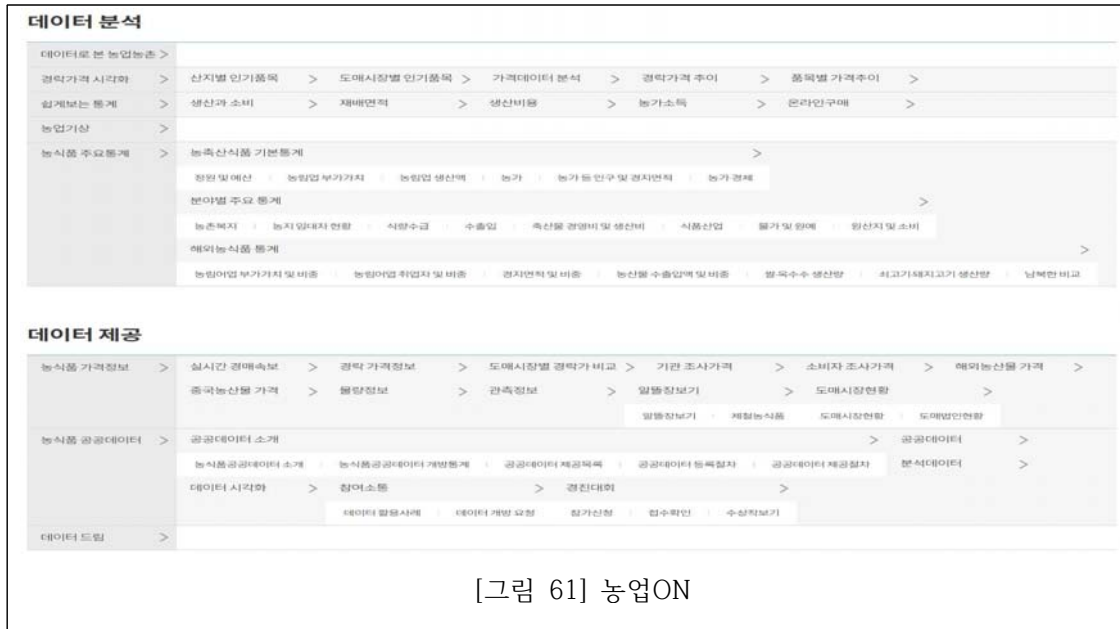 데이터 분석
데이터로 본 농업농촌 >
경락가격 시각화 > 산지별 인기품목 > 도매시장별 인기품목 > 가격데이터 분석 > 경락가격 추이 > 품목별 가격추이 >
쉽게보는 통계 > 생산과 소비 > 재배면적 > 생산비용 > 농가소득 > 온라인구매 >
농업기상 >
농식품 주요통계 > 농축산식품 기본통계 >
정원 및 예산 농림업 부가가치 농림업 생산액 농가 농가 등 인구 및 경지면적 농가 경제
분야별 주요 통계 >
농촌복지 농지 임대차 현황 식량수급 수출입 축산물 경영비 및 생산비 식품산업 물가 및 원예 원산지 및 소비
해외농식품 통계 >
농림어업 부가가치 및 비중 농림어업 취업자 및 비중 경지면적 및 비중 농산물 수출입액 및 비중 쌀·옥수수 생산량 쇠고기·돼지고기 생산량 남북한 비교
데이터 제공
농식품 가격정보 > 실시간 경매속보 > 경락 가격정보 > 도매시장별 경락가 비교 > 기관 조사가격 > 소비자 조사가격 > 해외농산물 가격 >
중국농산물 가격 > 물량정보 > 관측정보 > 알뜰장보기 > 도매시장현황 >
알뜰장보기 제철농식품 도매시장현황 도매법인현황
농식품 공공데이터 > 공공데이터 소개 > 공공데이터 >
농식품공공데이터 소개 농식품공공데이터 개방통계 공공데이터 제공목록 공공데이터 등록절차 공공데이터 제공절차 분석데이터 >
데이터 시각화 > 참여소통 > 경진대회 >
데이터 활용사례 데이터 개방 요청 참가신청 접수확인 수상작보기
데이터 드림 >
[그림 61] 농업ON